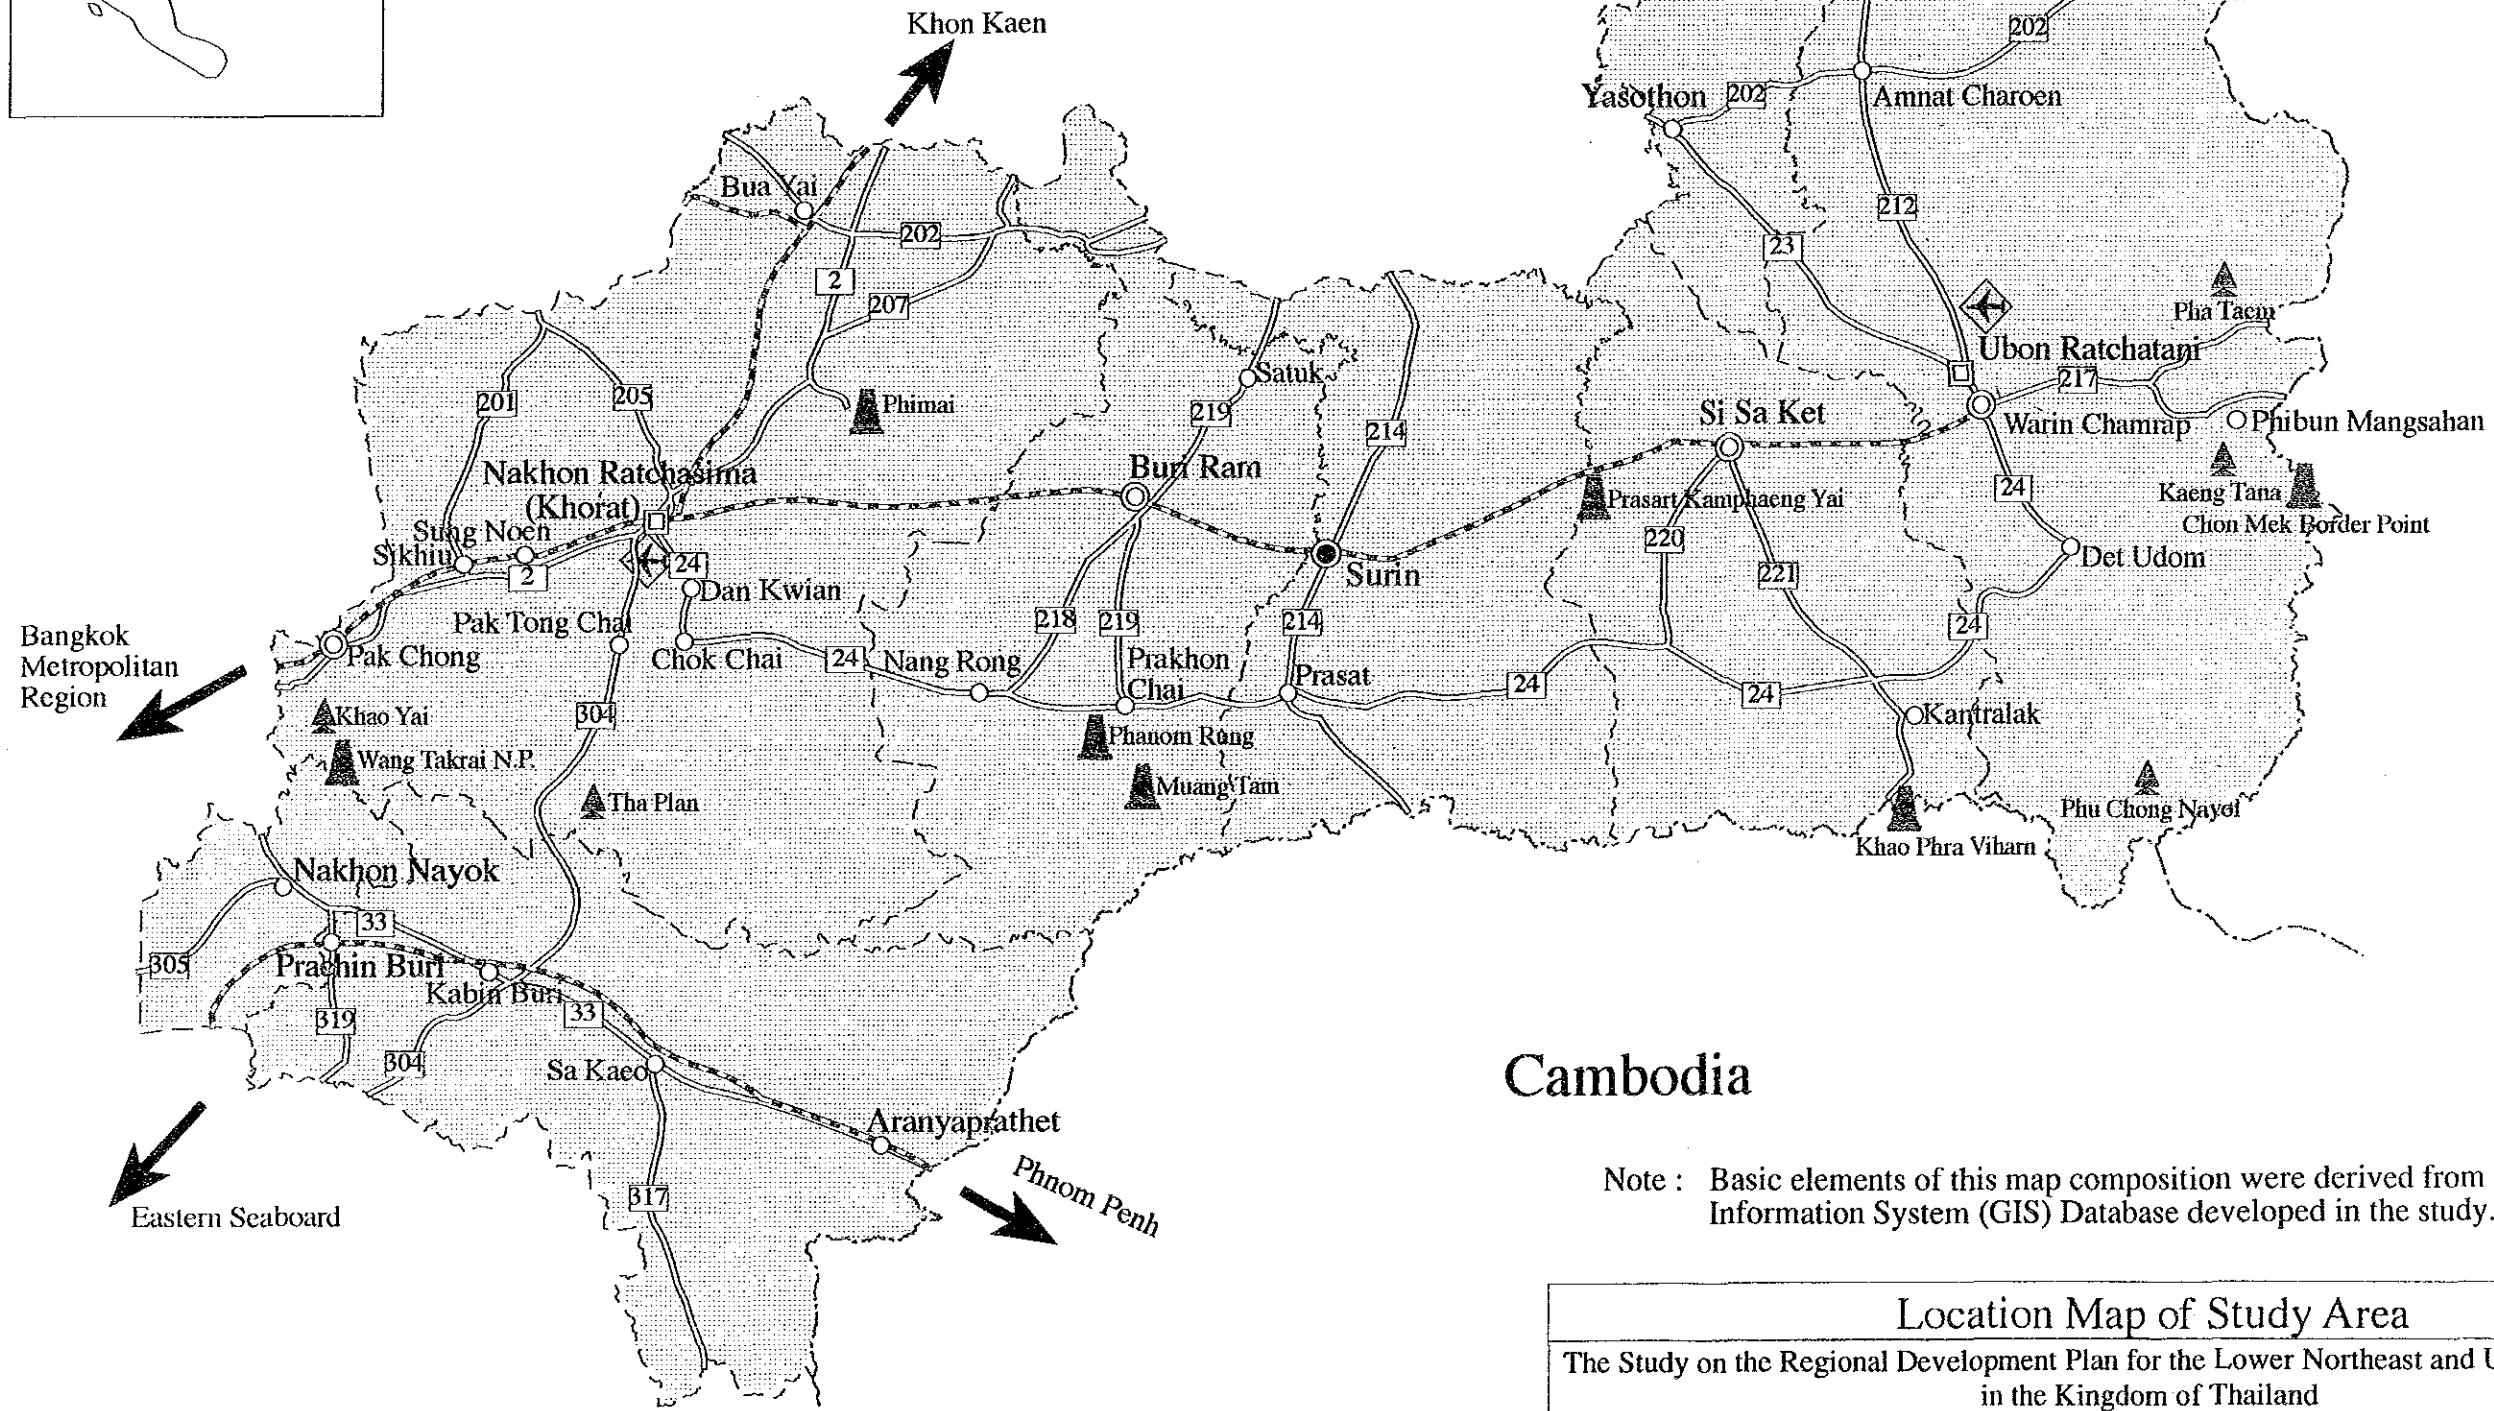 Khon Kaen
202
Yasothon
202
Amnat Charoen
Bua Yai
212
202
23
2
207
Pha Taem
Ubon Ratchatani
Satuk
217
201
205
Phimai
219
214
Si Sa Ket
Warin Chamrap
Phibun Mangsahan
Nakhon Ratchasima
(Khorat)
Buri Ram
24
Kaeng Tana
Prasart Kamphaeng Yai
Chon Mek Border Point
Sung Noen
Sikhiu
2
24
220
Det Udom
Surin
221
Dan Kwian
Pak Tong Chai
218
219
214
24
Bangkok
Metropolitan
Region
Pak Chong
Chok Chai
24
Nang Rong
Prakhon
Chai
Prasat
24
24
Khao Yai
304
Kantralak
Phanom Rung
Wang Takrai N.P.
Muang Tam
Tha Plan
Phu Chong Nayol
Khao Phra Viharn
Nakhon Nayok
33
305
Prachin Buri
Kabin Buri
33
319
304
Sa Kaeo
Cambodia
Aranyaprathet
Phnom Penh
317
Eastern Seaboard
Note : Basic elements of this map composition were derived from
Information System (GIS) Database developed in the study.
Location Map of Study Area
The Study on the Regional Development Plan for the Lower Northeast and
in the Kingdom of Thailand